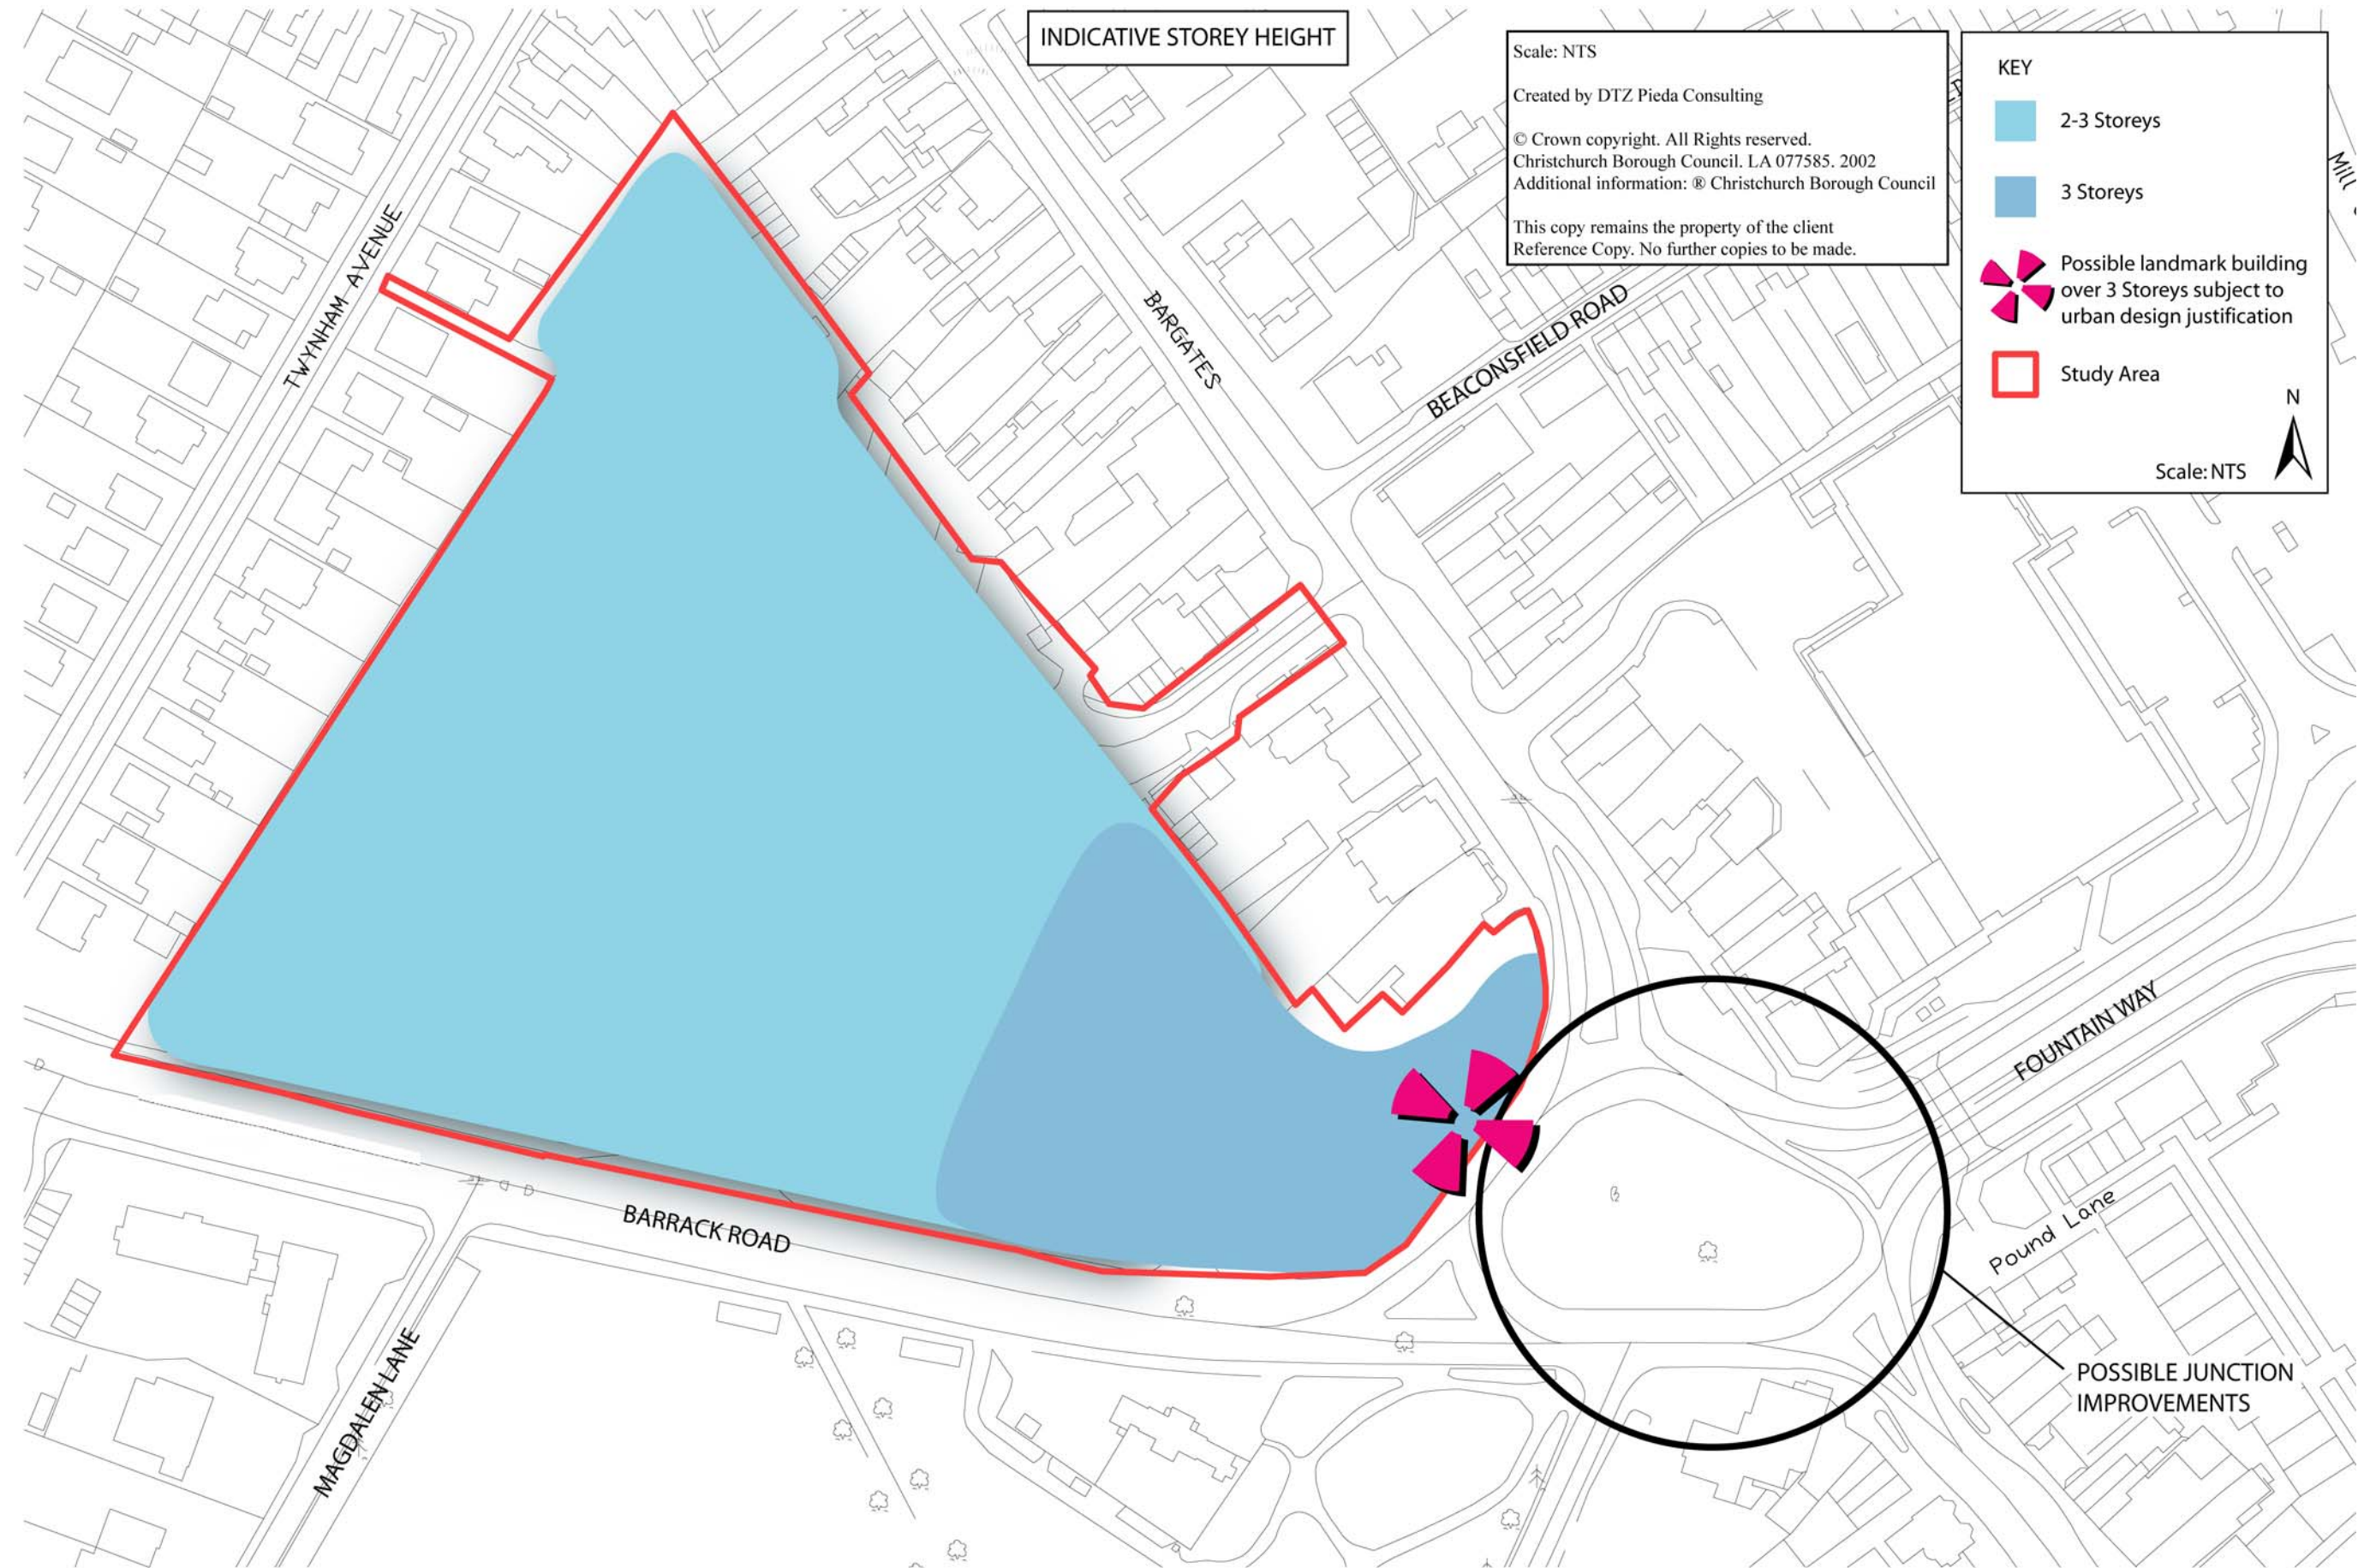 INDICATIVE STOREY HEIGHT
Scale: NTS
Created by DTZ Pieda Consulting
© Crown copyright. All Rights reserved.
Christchurch Borough Council. LA 077585. 2002
Additional information: ® Christchurch Borough Council
This copy remains the property of the client
Reference Copy. No further copies to be made.
KEY
2-3 Storeys
3 Storeys
Possible landmark building
over 3 Storeys subject to
urban design justification
Study Area
N
Scale: NTS
Mill
TWYNHAM AVENUE
BARGATES
BEACONSFIELD ROAD
FOUNTAIN WAY
Pound Lane
BARRACK ROAD
MAGDALEN LANE
POSSIBLE JUNCTION
IMPROVEMENTS